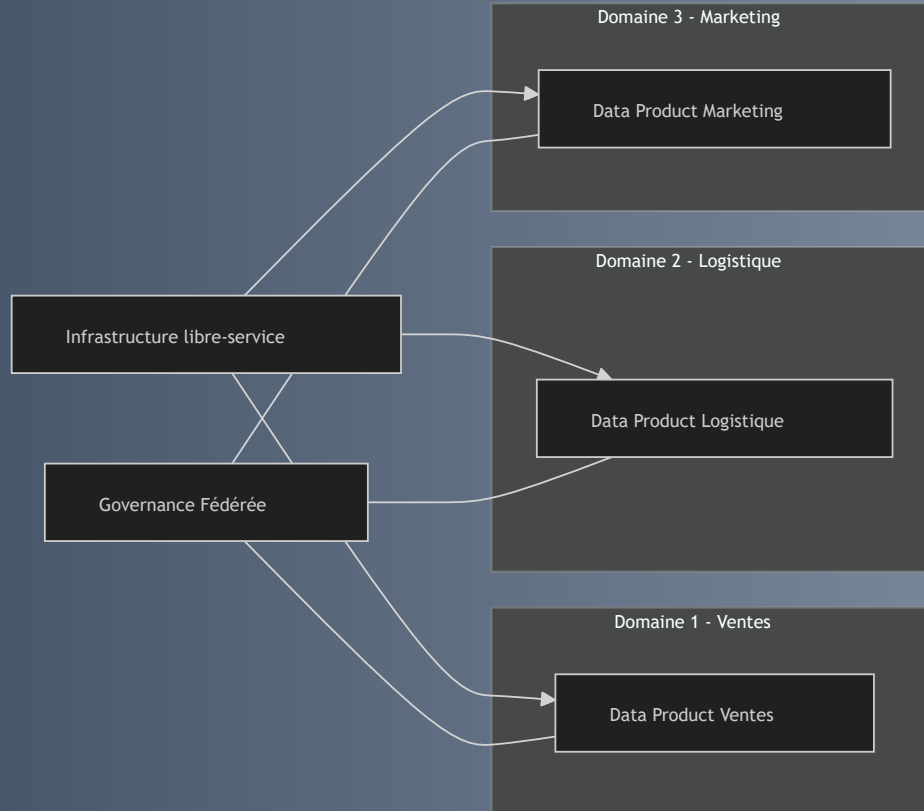 Domaine 3 - Marketing
Data Product Marketing
Domaine 2 - Logistique
Infrastructure libre-service
Data Product Logistique
Governance Fédérée
Domaine 1 - Ventes
Data Product Ventes